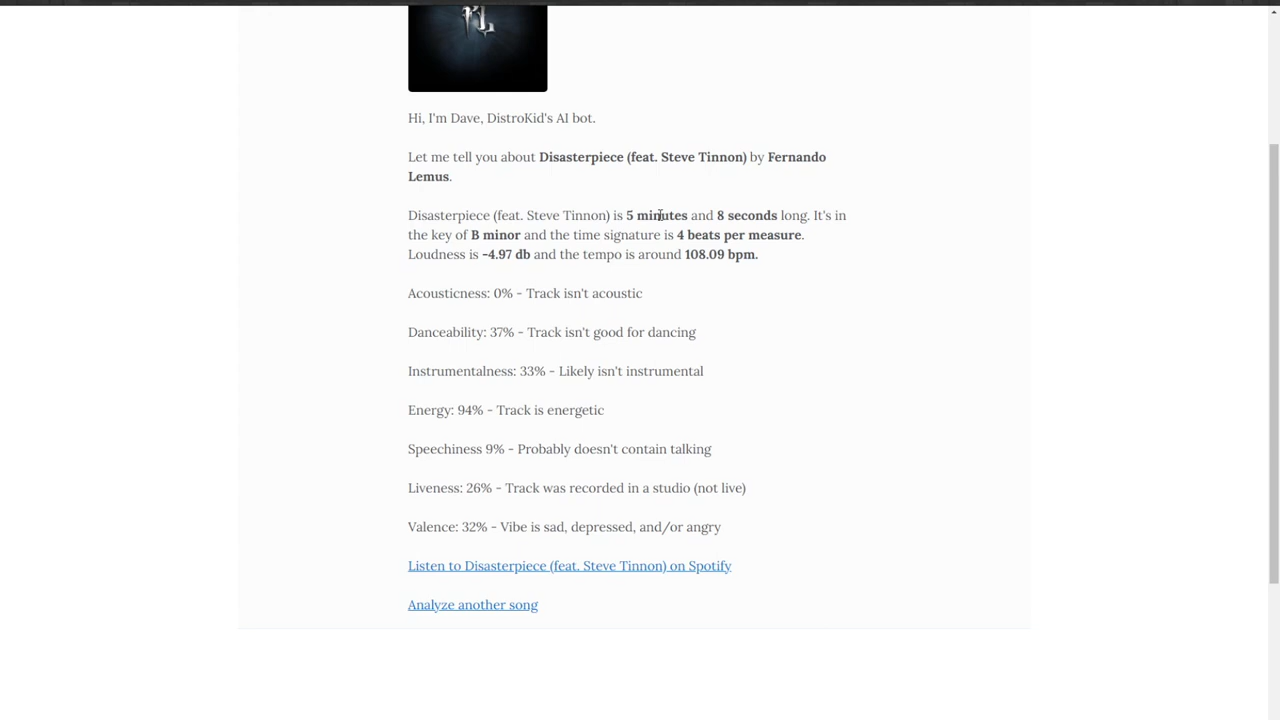 Hi, I'm Dave, DistroKid's AI bot.
Let me tell you about Disasterpiece (feat. Steve Tinnon) by Fernando
Lemus.
Disasterpiece (feat. Steve Tinnon) is 5 minutes and 8 seconds long. It's in
the key of B minor and the time signature is 4 beats per measure.
Loudness is -4.97 db and the tempo is around 108.09 bpm.
Acousticness: 0% - Track isn't acoustic
Danceability: 37% - Track isn't good for dancing
Instrumentalness: 33% - Likely isn't instrumental
Energy: 94% - Track is energetic
Speechiness 9% - Probably doesn't contain talking
Liveness: 26% - Track was recorded in a studio (not live)
Valence: 32% - Vibe is sad, depressed, and/or angry
Listen to Disasterpiece (feat. Steve Tinnon) on Spotify
Analyze another song